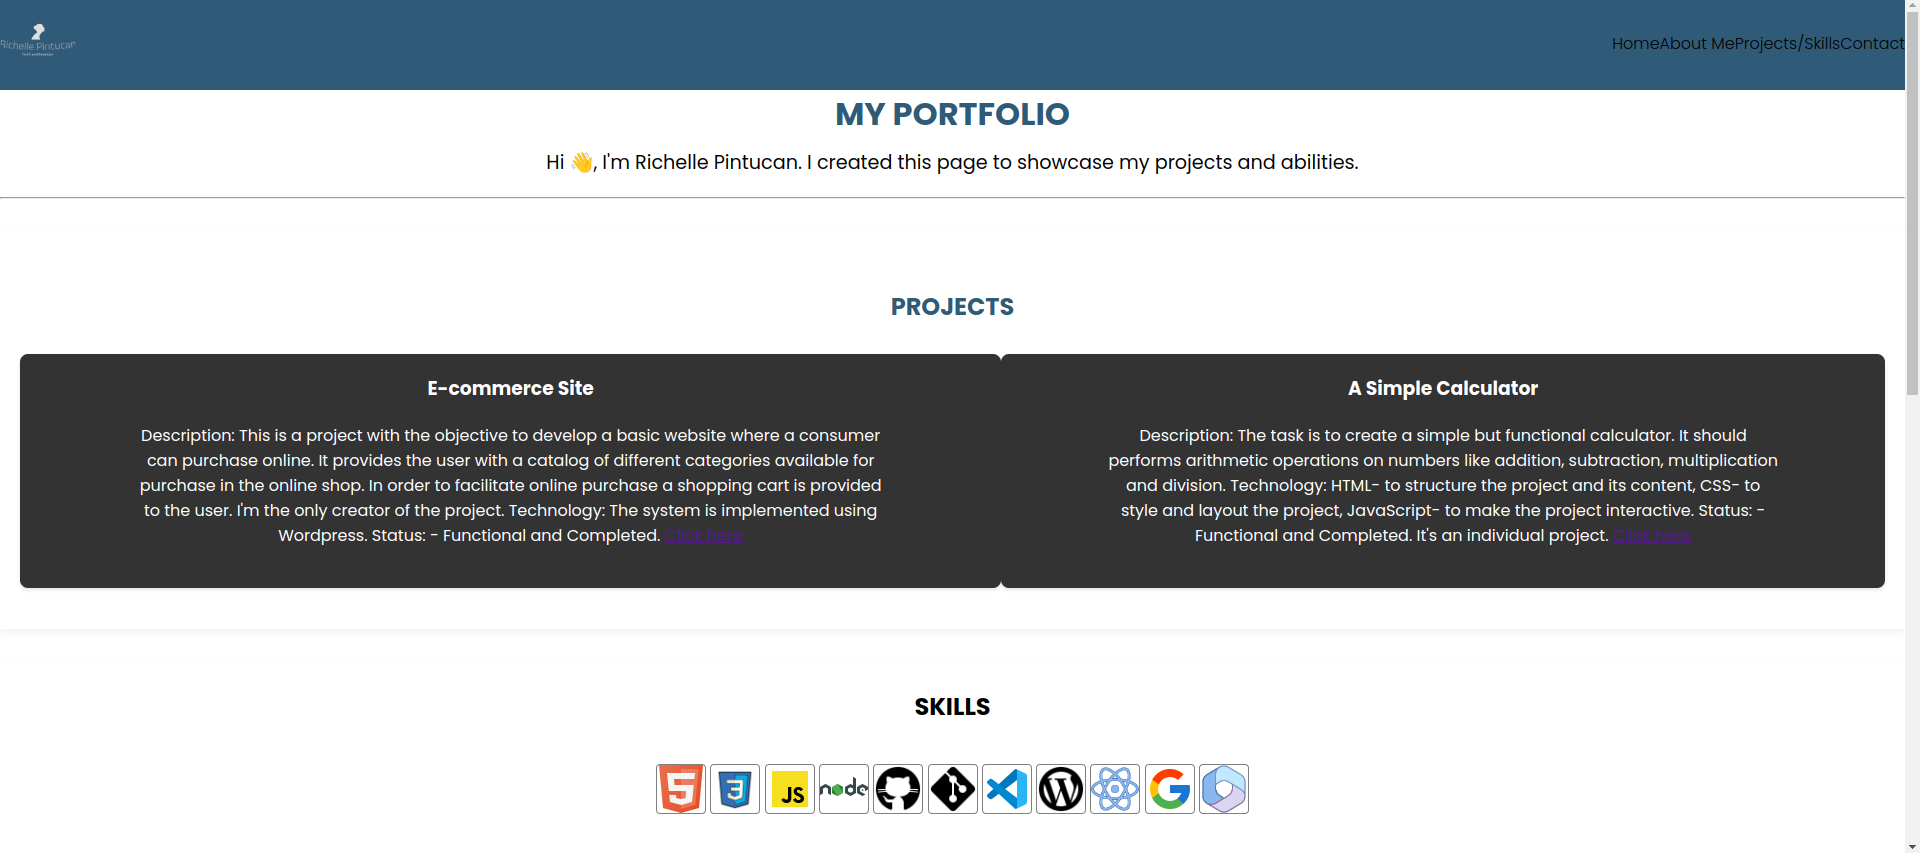 Richelle Pintucan
HomeAbout MeProjects/SkillsContact
MY PORTFOLIO
Hi 👋, I'm Richelle Pintucan. I created this page to showcase my projects and abilities.
PROJECTS
E-commerce Site
Description: This is a project with the objective to develop a basic website where a consumer
can purchase online. It provides the user with a catalog of different categories available for
purchase in the online shop. In order to facilitate online purchase a shopping cart is provided
to the user. I'm the only creator of the project. Technology: The system is implemented using
Wordpress. Status: - Functional and Completed. Click here
A Simple Calculator
Description: The task is to create a simple but functional calculator. It should
performs arithmetic operations on numbers like addition, subtraction, multiplication
and division. Technology: HTML- to structure the project and its content, CSS- to
style and layout the project, JavaScript- to make the project interactive. Status: -
Functional and Completed. It's an individual project. Click here
SKILLS
5
3
JS
node
W
G